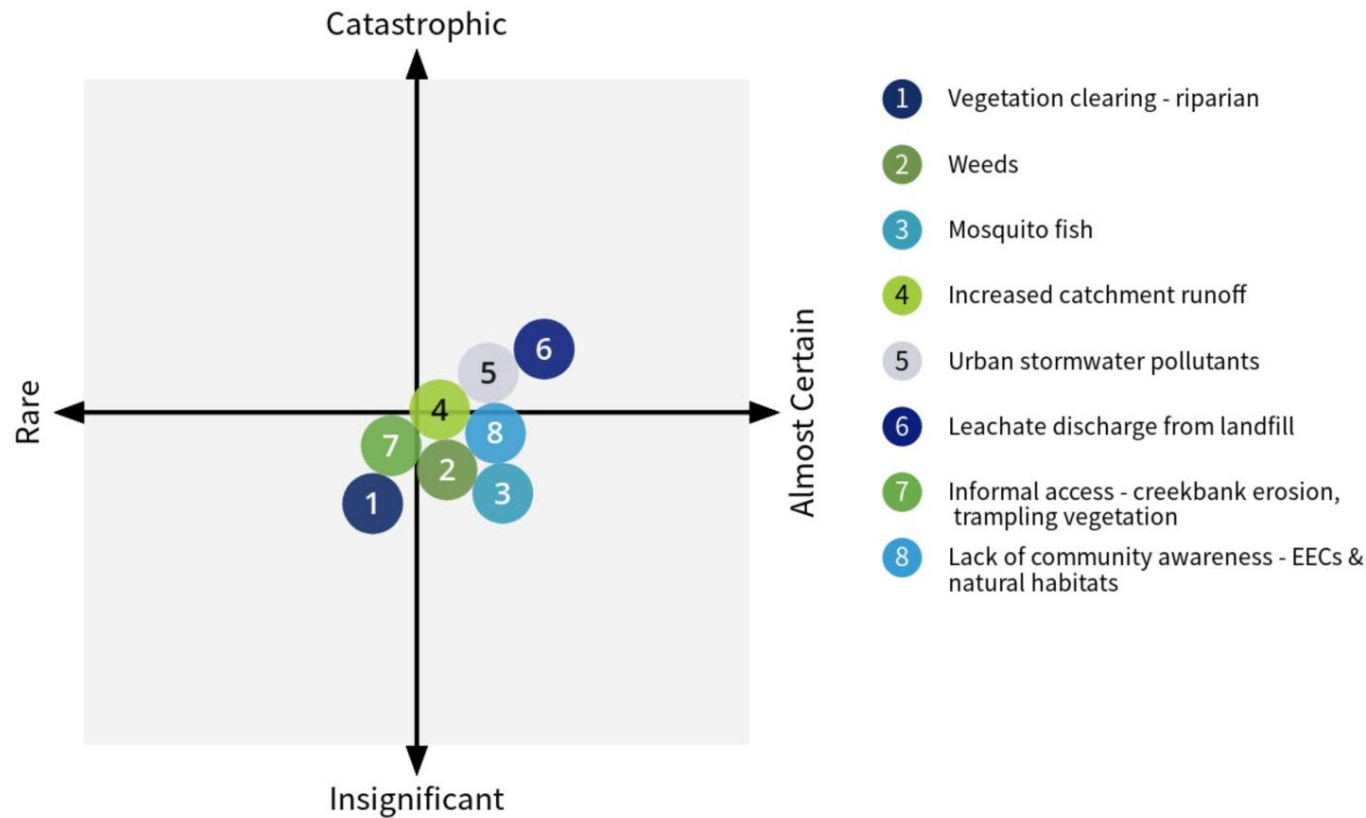 Catastrophic
Rare
Almost Certain
Insignificant
6
5
4
8
7
2
3
1
1 Vegetation clearing - riparian
2 Weeds
3 Mosquito fish
4 Increased catchment runoff
5 Urban stormwater pollutants
6 Leachate discharge from landfill
7 Informal access - creekbank erosion,
trampling vegetation
8 Lack of community awareness - EECs &
natural habitats